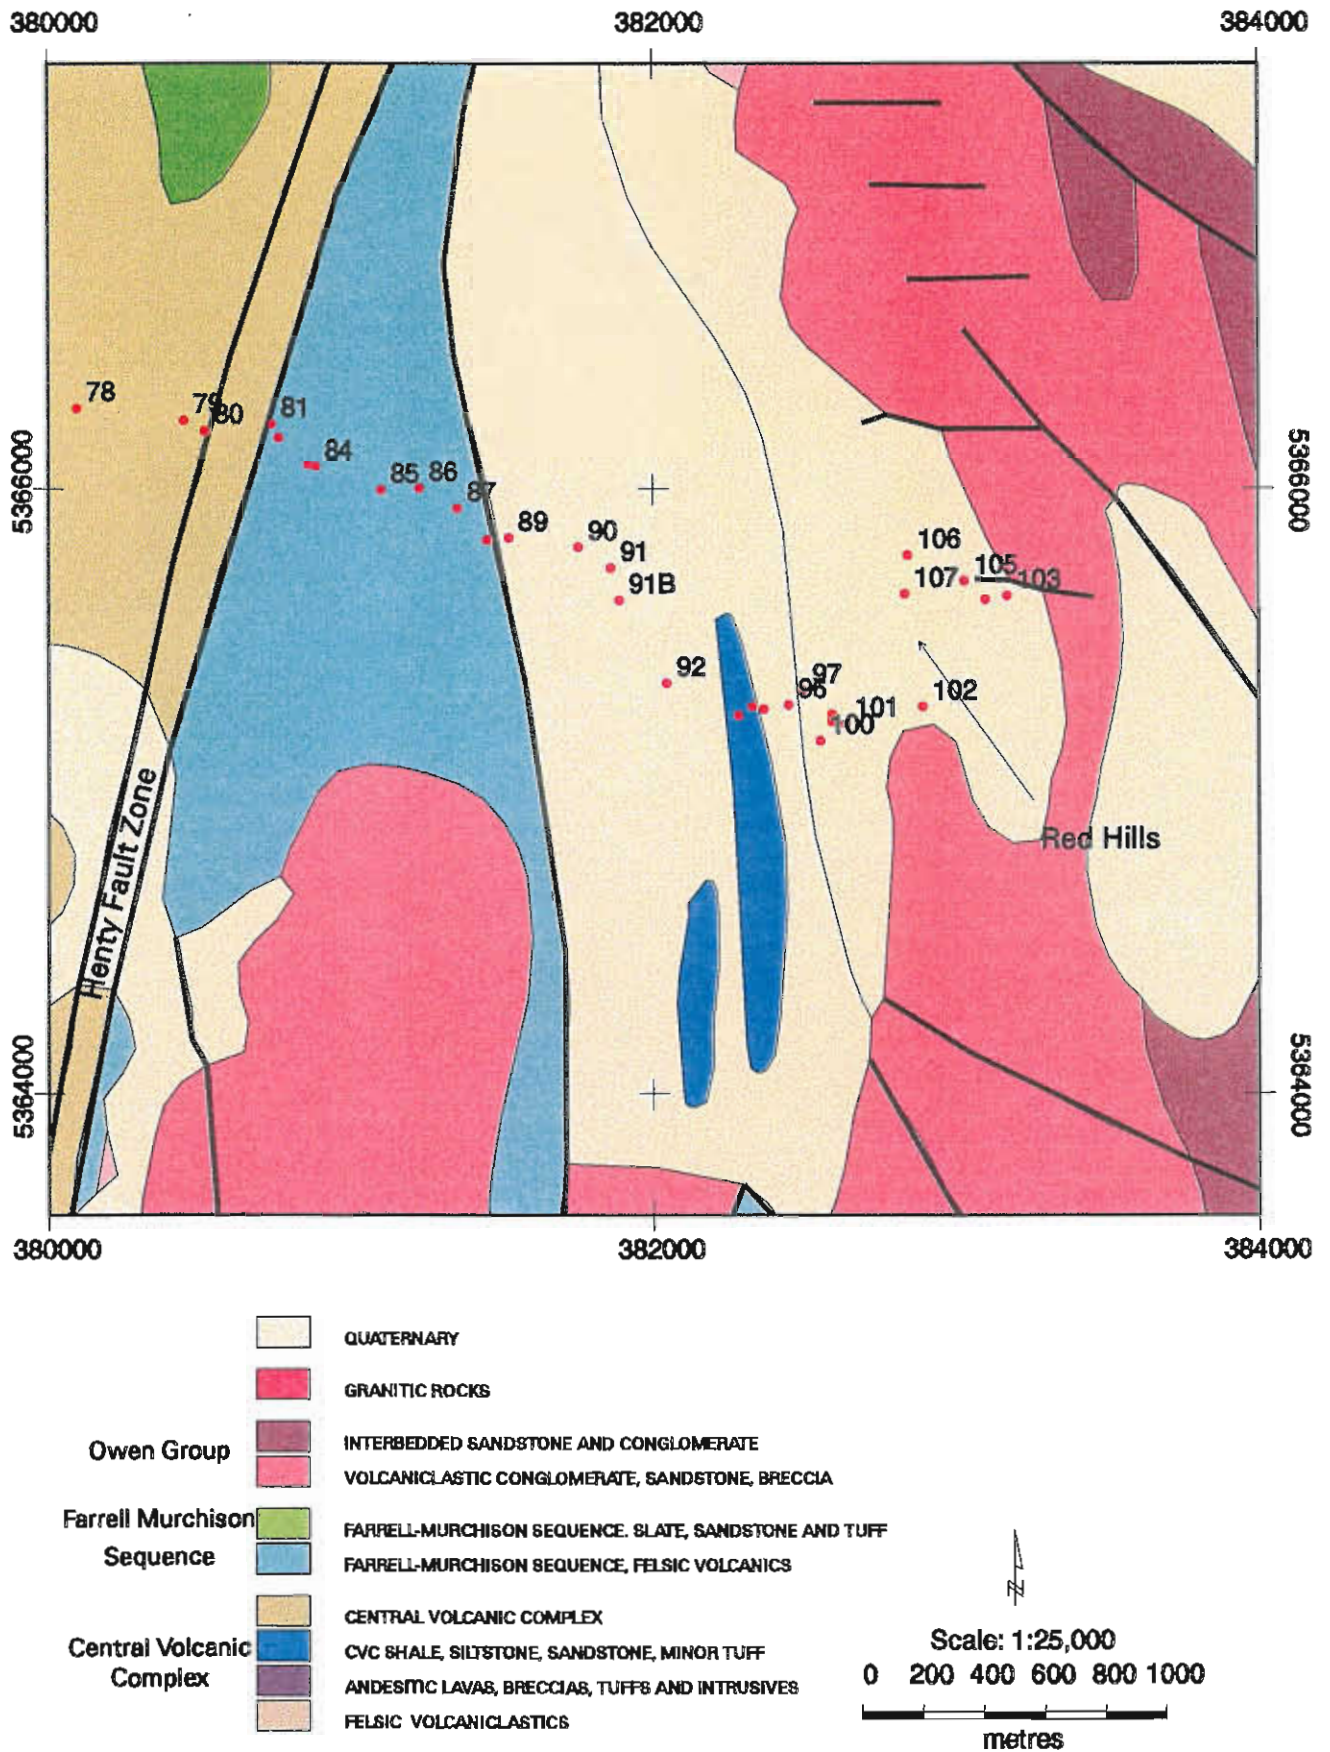 380000 382000 384000
78
79
80
81
84
85 86
87
89
90
91
91B
92
97
96
101
100
102
106
107
105
103
5366000
5366000
Red Hills
Henty Fault Zone
5364000
5364000
380000 382000 384000
QUATERNARY
GRANITIC ROCKS
Owen Group
INTERBEDDED SANDSTONE AND CONGLOMERATE
VOLCANICLASTIC CONGLOMERATE, SANDSTONE, BRECCIA
Farrell Murchison
Sequence
FARRELL-MURCHISON SEQUENCE. SLATE, SANDSTONE AND TUFF
FARRELL-MURCHISON SEQUENCE, FELSIC VOLCANICS
Central Volcanic
Complex
CENTRAL VOLCANIC COMPLEX
CVC SHALE, SILTSTONE, SANDSTONE, MINOR TUFF
ANDESITIC LAVAS, BRECCIAS, TUFFS AND INTRUSIVES
FELSIC VOLCANICLASTICS
N
Scale: 1:25,000
0 200 400 600 800 1000
metres